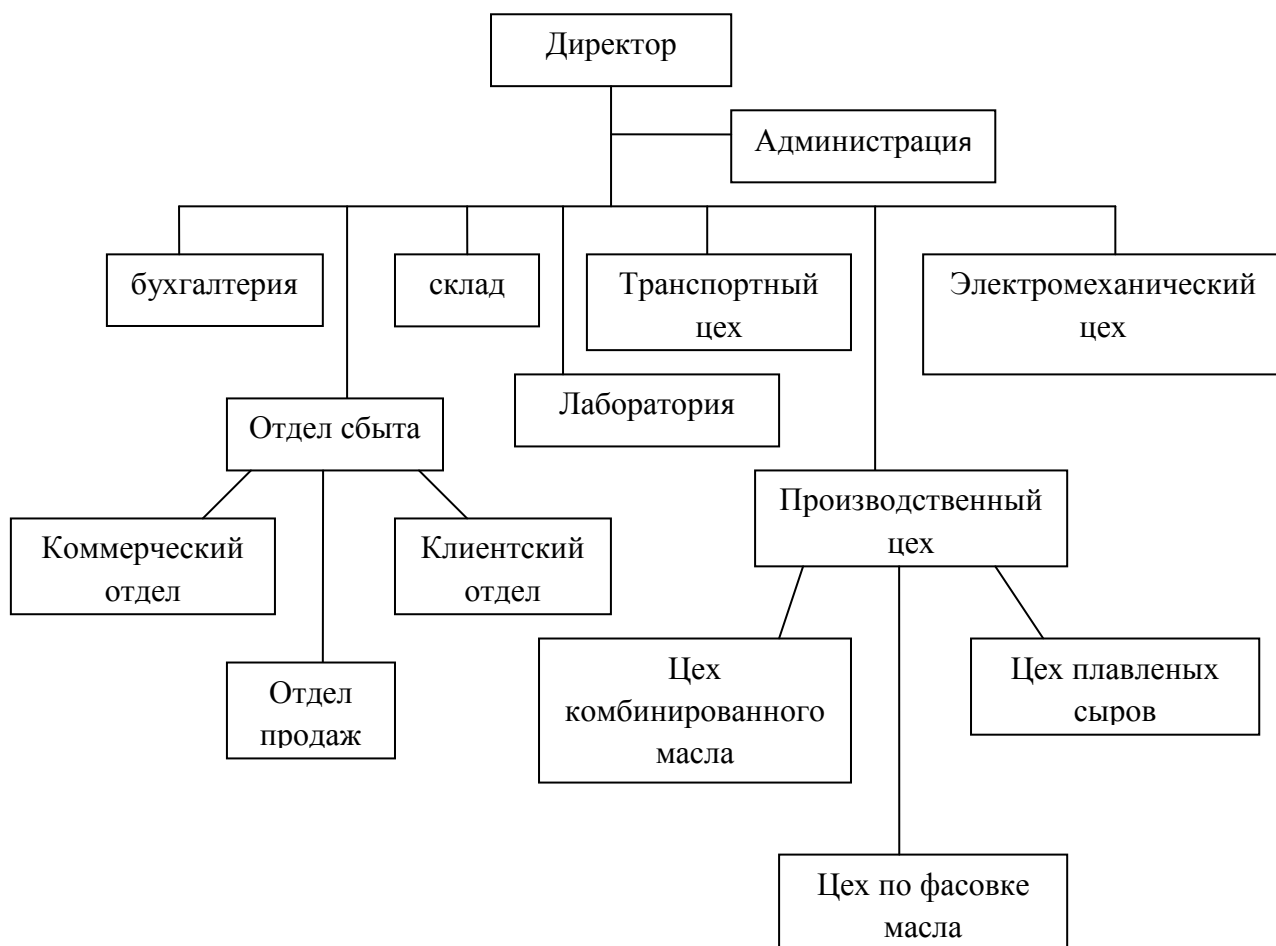 Директор
Администрация
бухгалтерия
склад
Транспортный
цех
Электромеханический
цех
Лаборатория
Отдел сбыта
Производственный
цех
Коммерческий
отдел
Клиентский
отдел
Отдел
продаж
Цех
комбинированного
масла
Цех плавленых
сыров
Цех по фасовке
масла